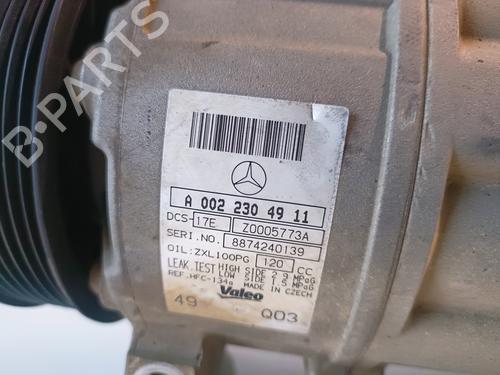 B-PARTS
A 002 230 49 11
DCS-17E Z0005773A
SERI.NO. 8874240139
OIL:ZXL100PG 120 CC
LEAK TEST HIGH SIDE 2.9 MPaG
LOW SIDE 1.5 MPaG
REF.HFC-134a MADE IN CZECH
Valeo
49 Q03